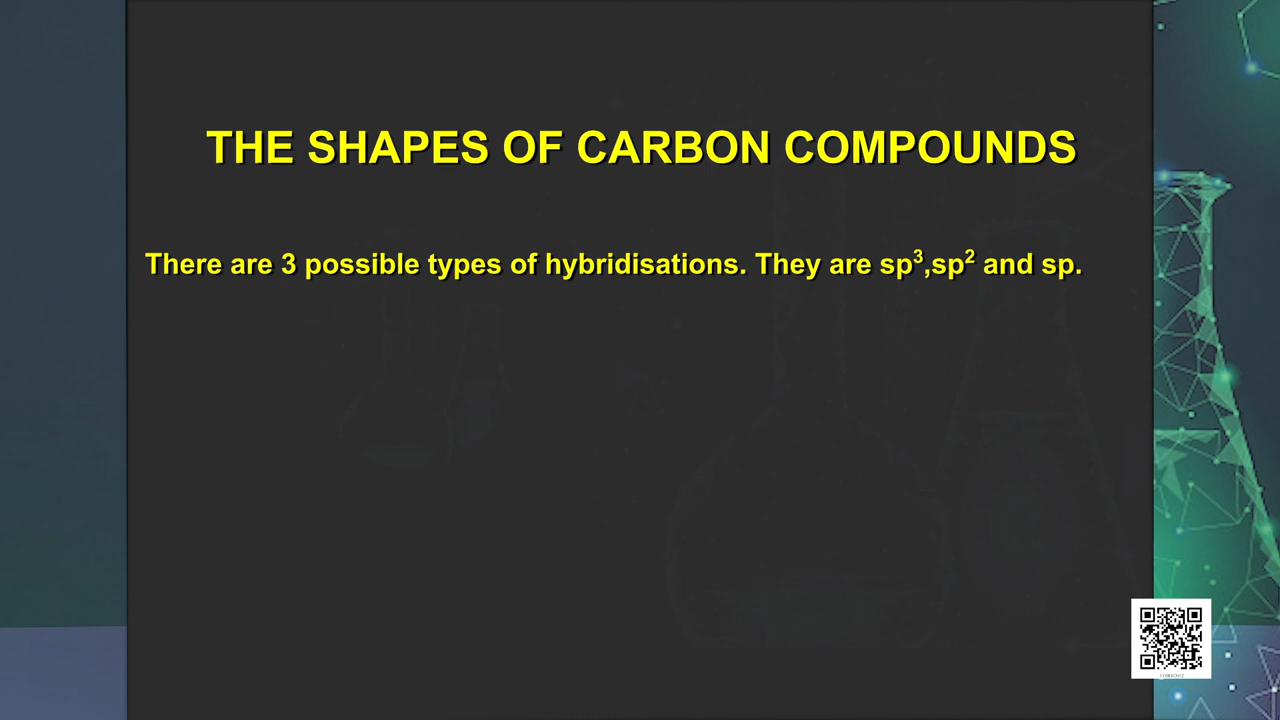 THE SHAPES OF CARBON COMPOUNDS
There are 3 possible types of hybridisations. They are sp³,sp² and sp.